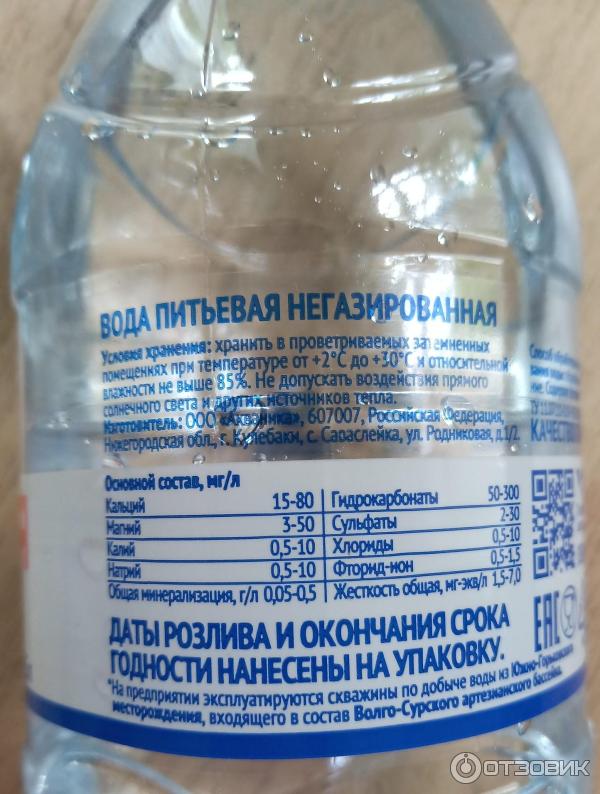 ВОДА ПИТЬЕВАЯ НЕГАЗИРОВАННАЯ
Условия хранения: хранить в проветриваемых затемненных
помещениях при температуре от +2°С до +30°С и относительной
влажности не выше 85%. Не допускать воздействия прямого
солнечного света и других источников тепла.
Изготовитель: ООО «Акваника», 607007, Российская Федерация,
Нижегородская обл., г. Кулебаки, с. Саваслейка, ул. Родниковая, д.1/2.
Способ
КАЧЕСТВО
Основной состав, мг/л
Кальций 15-80 Гидрокарбонаты 50-300
Магний 3-50 Сульфаты 2-30
Калий 0,5-10 Хлориды 0,5-10
Натрий 0,5-10 Фторид-ион 0,5-1,5
Общая минерализация, г/л 0,05-0,5 Жесткость общая, мг-экв/л 1,5-7,0
EAC
ДАТЫ РОЗЛИВА И ОКОНЧАНИЯ СРОКА
ГОДНОСТИ НАНЕСЕНЫ НА УПАКОВКУ.
*На предприятии эксплуатируются скважины по добыче воды из Южно-Горьковского
месторождения, входящего в состав Волго-Сурского артезианского бассейна.
ОТЗОВИК